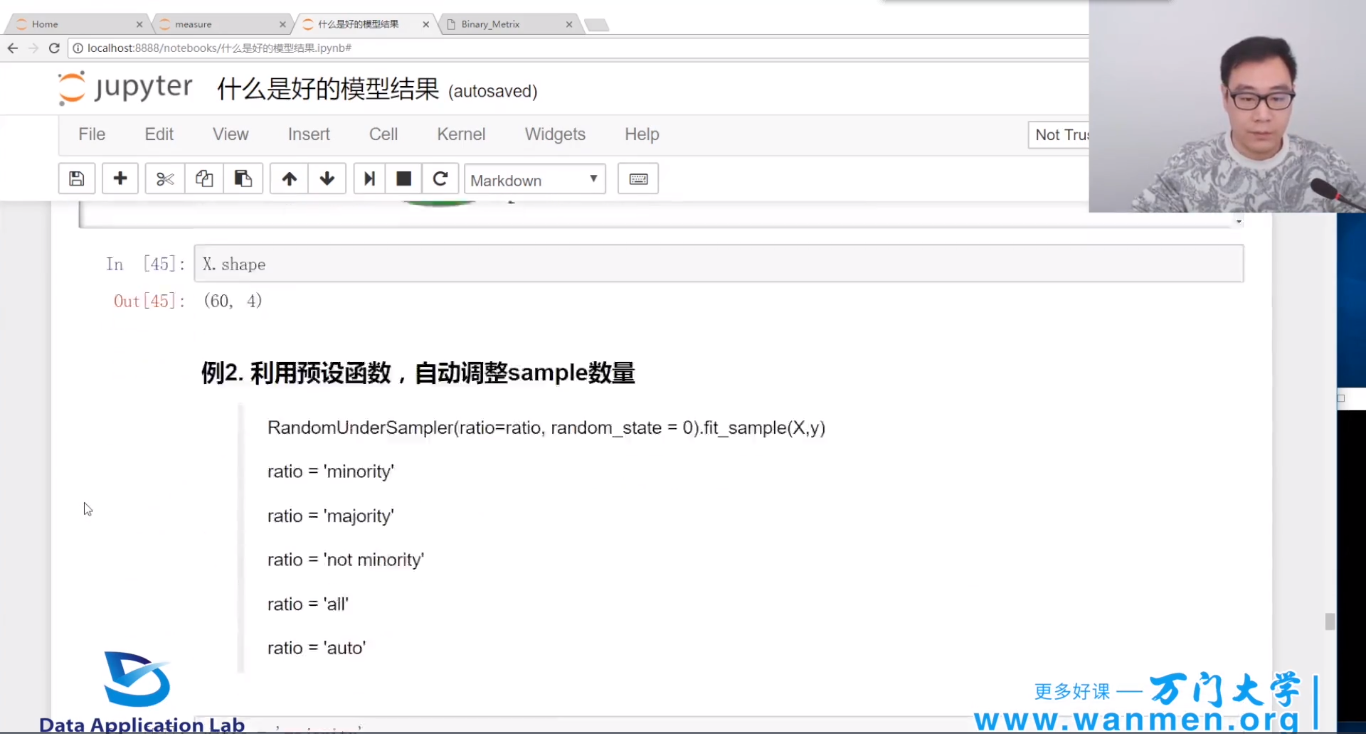 Home
measure
什么是好的模型结果
Binary_Metrix
localhost:8888/notebooks/什么是好的模型结果.ipynb#
jupyter 什么是好的模型结果 (autosaved)
File Edit View Insert Cell Kernel Widgets Help
Not Tru
Markdown
In [45]: X.shape
Out[45]: (60, 4)
例2. 利用预设函数，自动调整sample数量
RandomUnderSampler(ratio=ratio, random_state = 0).fit_sample(X,y)
ratio = 'minority'
ratio = 'majority'
ratio = 'not minority'
ratio = 'all'
ratio = 'auto'
Data Application Lab
更多好课 — 万门大学
www.wanmen.org